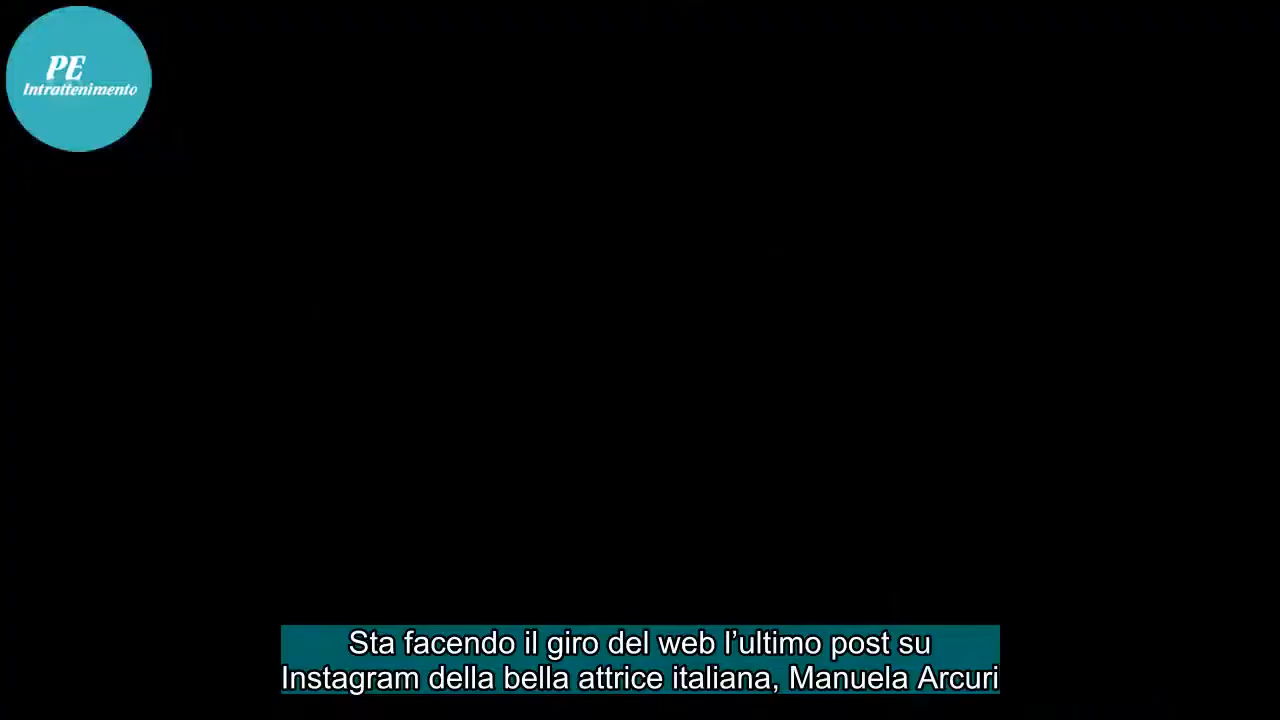 PE
Intrattenimento
Sta facendo il giro del web l’ultimo post su
Instagram della bella attrice italiana, Manuela Arcuri